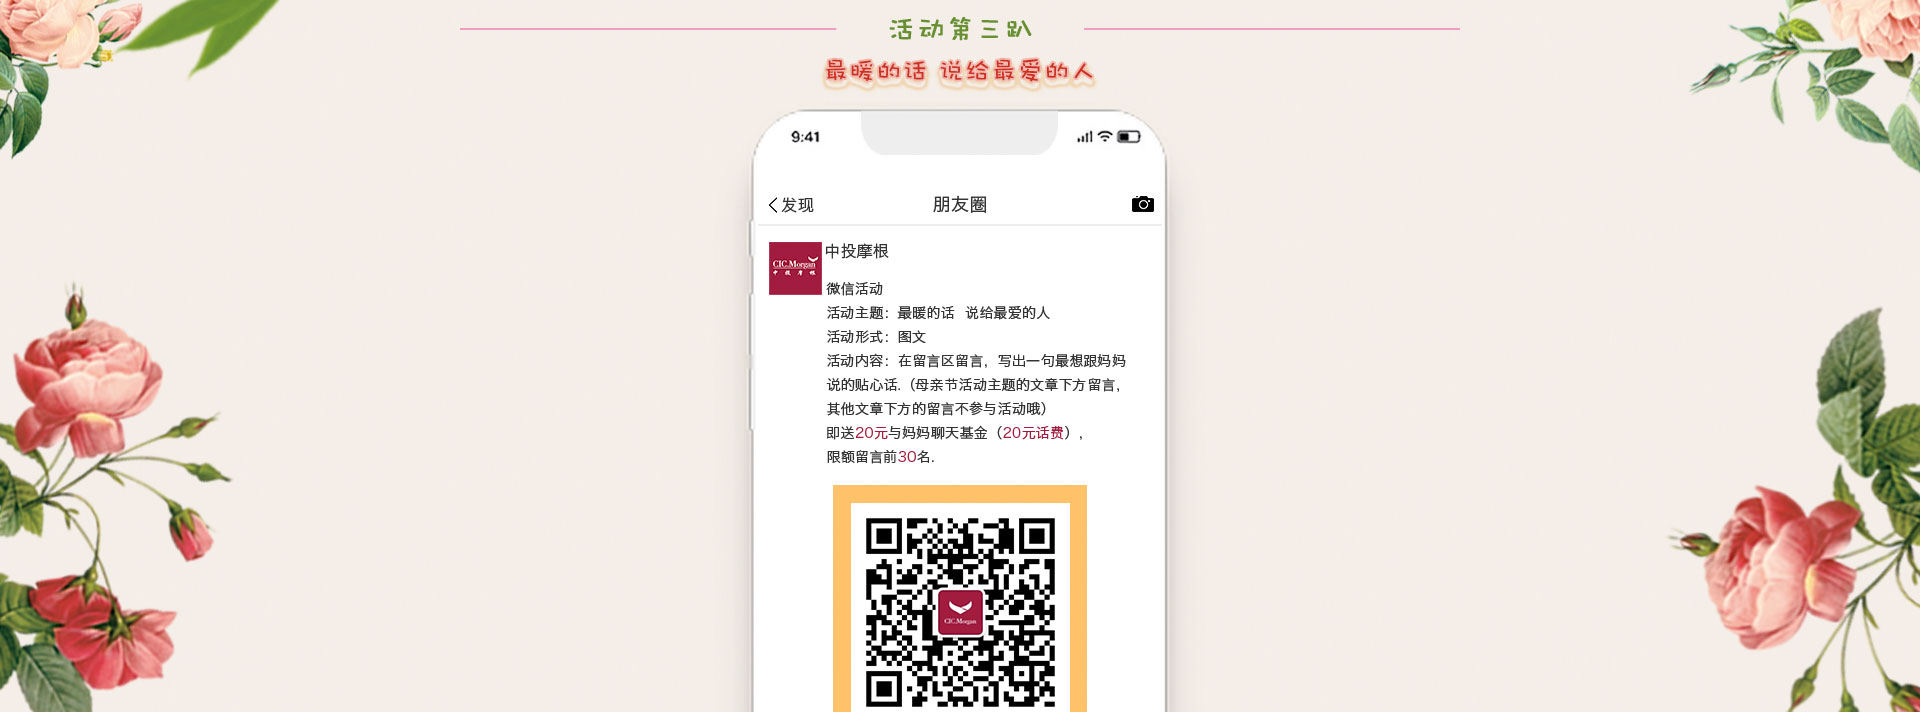 活动第三趴
最暖的话 说给最爱的人
9:41
发现
朋友圈
CIC.Morgan
中投摩根
中投摩根
微信活动
活动主题：最暖的话 说给最爱的人
活动形式：图文
活动内容：在留言区留言，写出一句最想跟妈妈
说的贴心话.（母亲节活动主题的文章下方留言，
其他文章下方的留言不参与活动哦）
即送20元与妈妈聊天基金（20元话费），
限额留言前30名.
CIC.Morgan